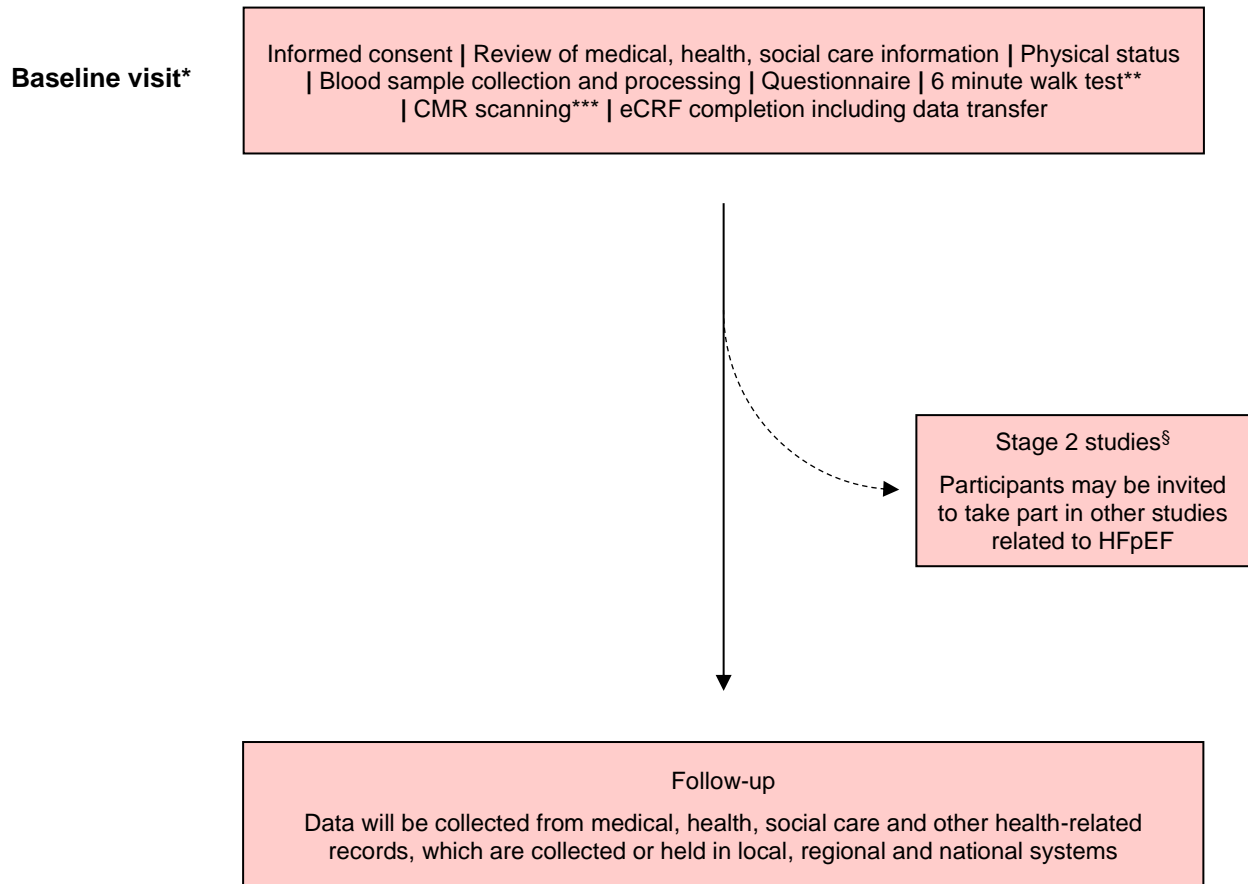 Baseline visit*
Informed consent | Review of medical, health, social care information | Physical status
| Blood sample collection and processing | Questionnaire | 6 minute walk test**
| CMR scanning*** | eCRF completion including data transfer
Stage 2 studies§
Participants may be invited
to take part in other studies
related to HFpEF
Follow-up
Data will be collected from medical, health, social care and other health-related
records, which are collected or held in local, regional and national systems